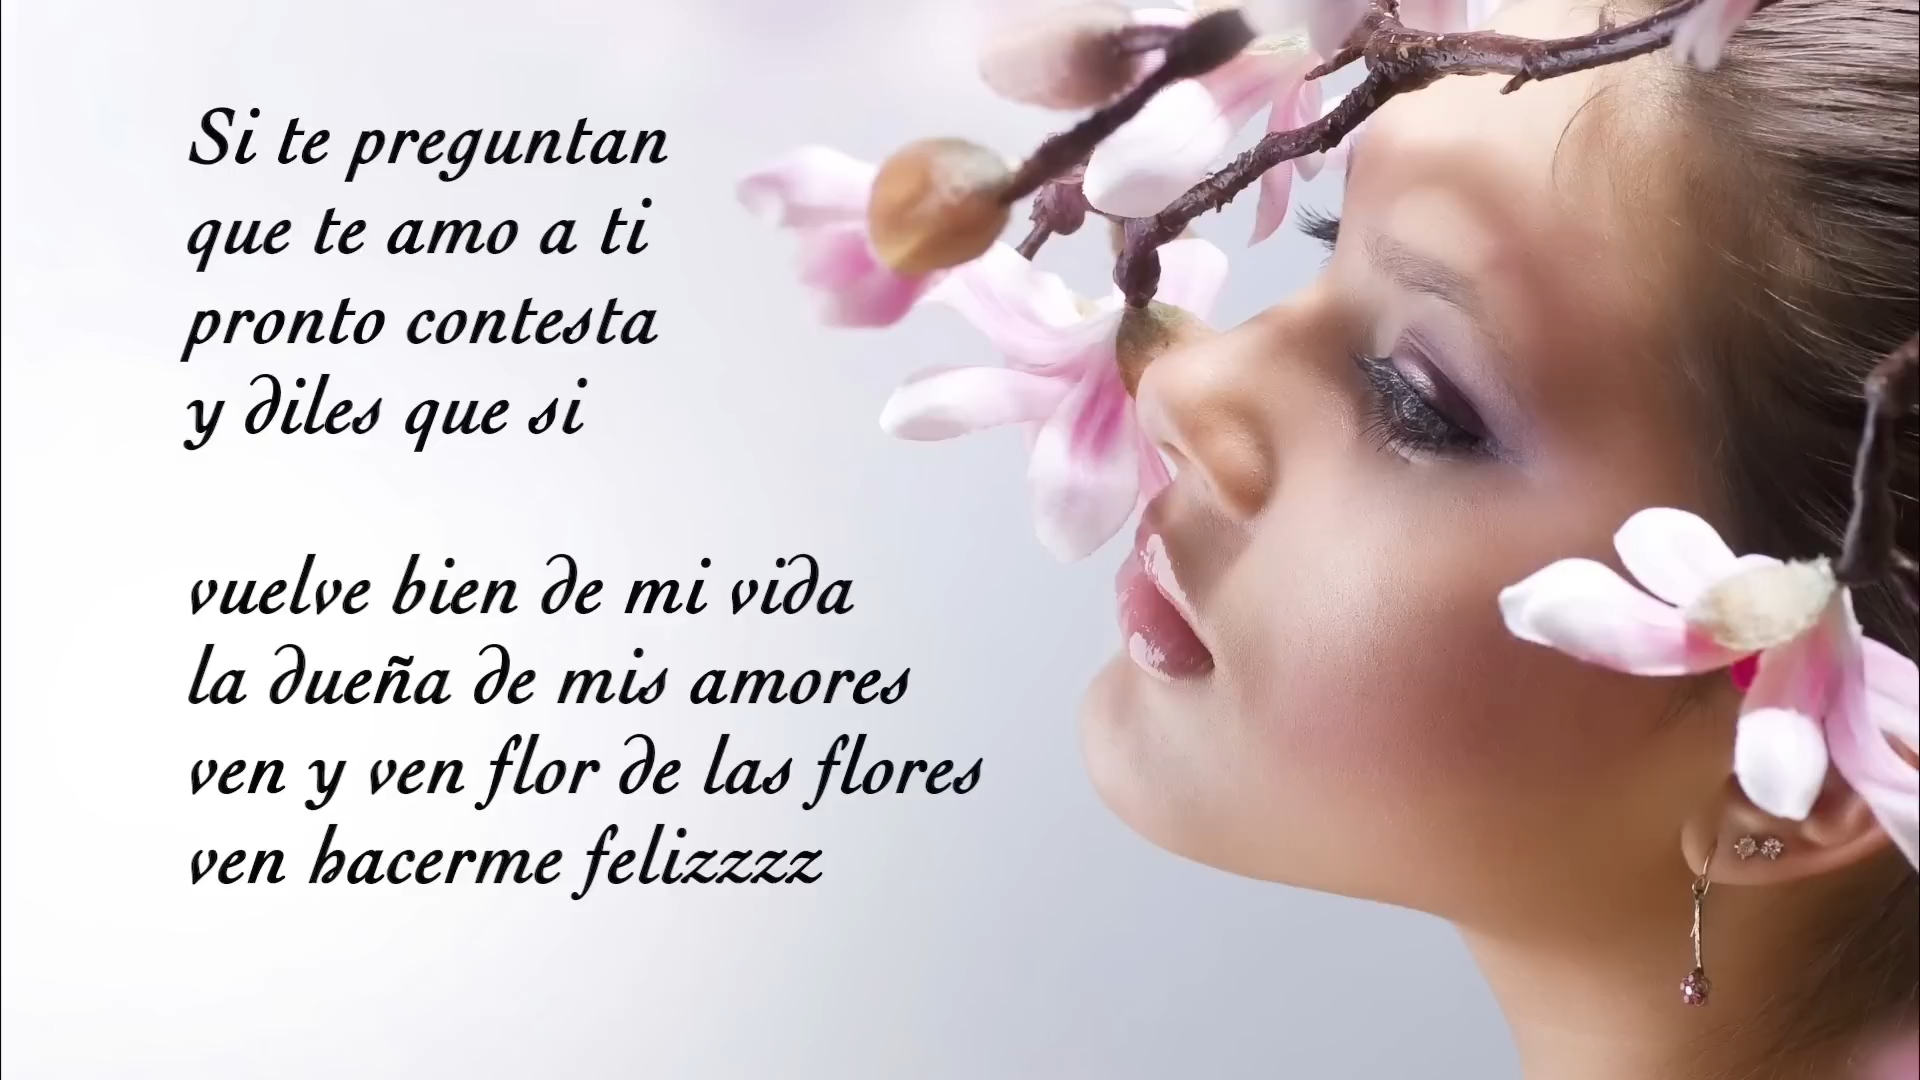 Si te preguntan
que te amo a ti
pronto contesta
y diles que si
vuelve bien de mi vida
la dueña de mis amores
ven y ven flor de las flores
ven hacerme felizzzz